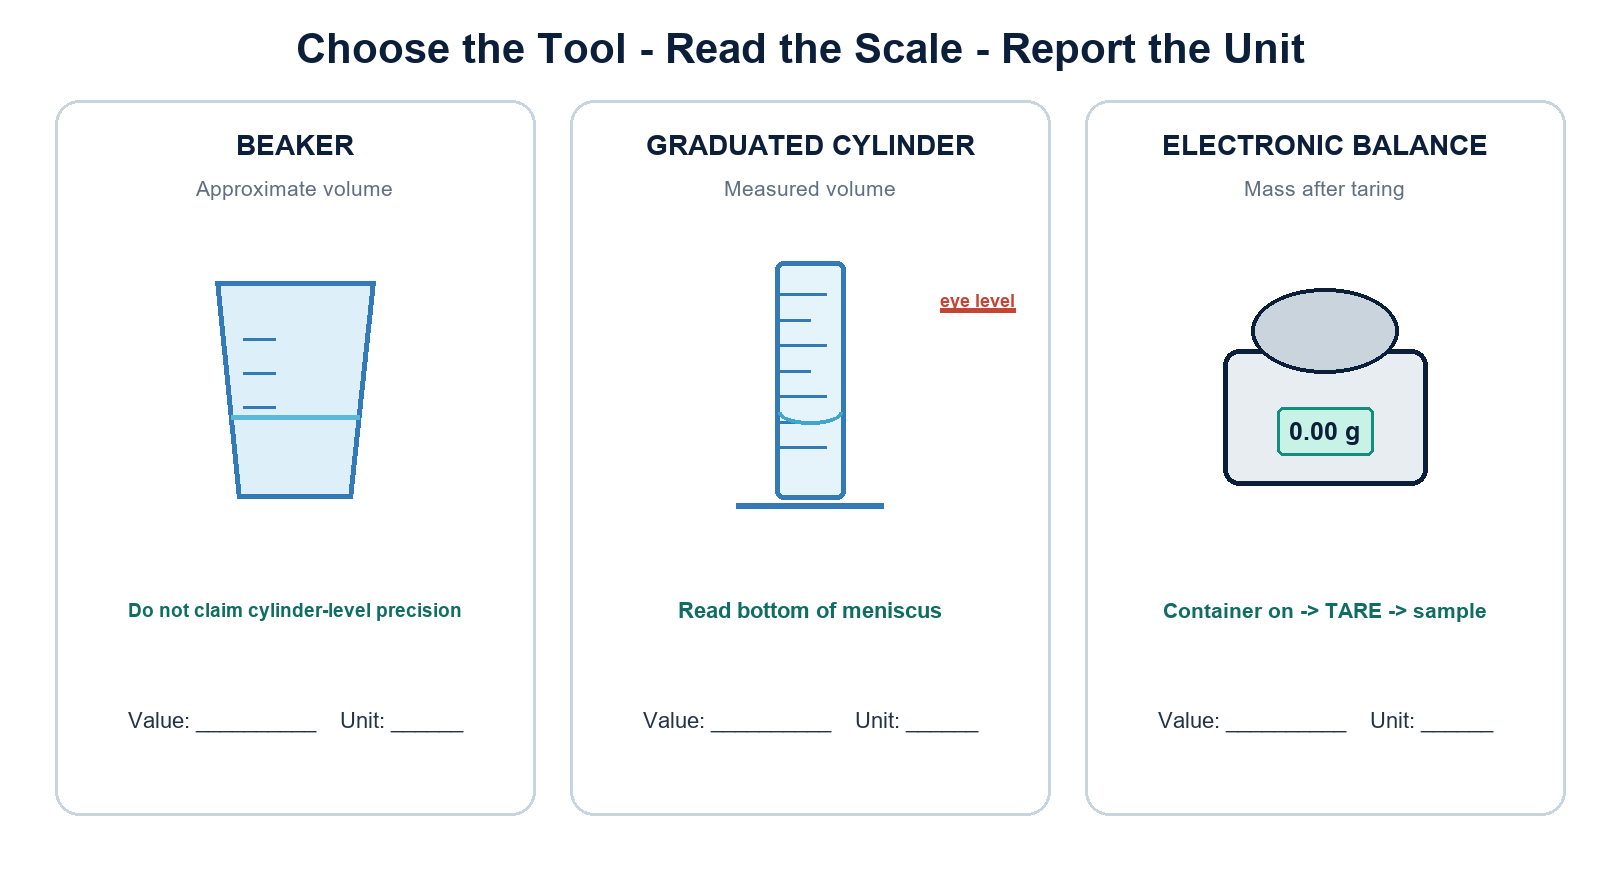 Choose the Tool - Read the Scale - Report the Unit
BEAKER
Approximate volume
Do not claim cylinder-level precision
Value: __________ Unit: ______
GRADUATED CYLINDER
Measured volume
eye level
Read bottom of meniscus
Value: __________ Unit: ______
ELECTRONIC BALANCE
Mass after taring
0.00 g
Container on -> TARE -> sample
Value: __________ Unit: ______